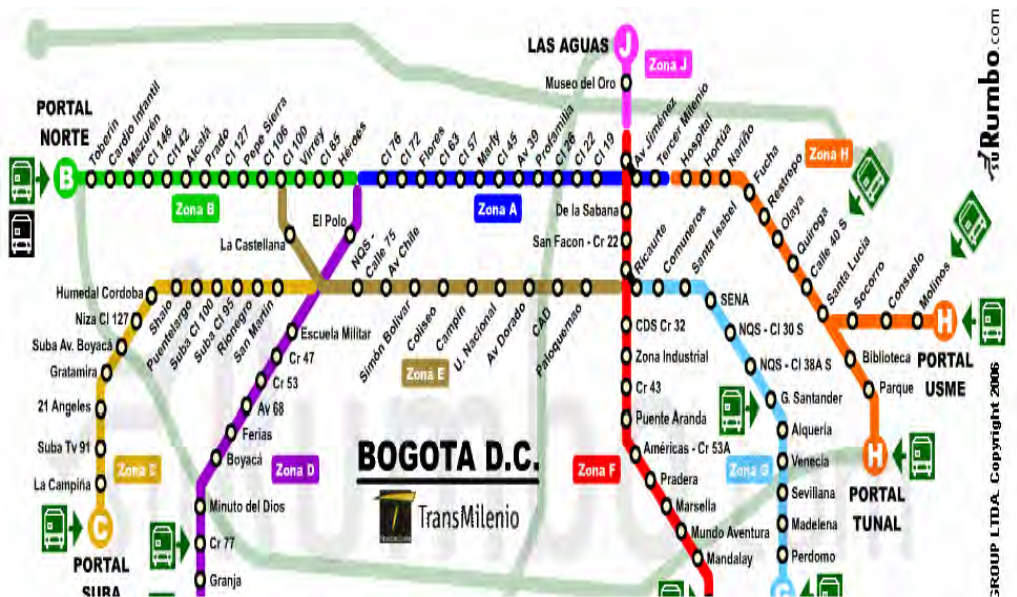 LAS AGUAS
J
Zona J
Museo del Oro
suRumbo.com
PORTAL
NORTE
B
Toberín
Cardio Infantil
Mazurén
Cl 146
Cl142
Alcalá
Prado
Cl 127
Pepe Sierra
Cl 106
Cl 100
Virrey
Cl 85
Héroes
Cl 76
Cl 72
Flores
Cl 63
Cl 57
Marly
Cl 45
Av 39
Profamilia
Cl 26
Cl 22
Cl 19
Av Jiménez
Tercer Milenio
Hospital
Hortúa
Nariño
Zona H
Fucha
Restrepo
Olaya
Quiroga
Calle 40 S
Santa Lucía
Socorro
Consuelo
Molinos
Zona B
Zona A
De la Sabana
El Polo
La Castellana
San Facon - Cr 22
NQS -
Calle 75
Av Chile
Ricaurte
Comuneros
Santa Issbel
Humedal Cordoba
Niza Cl 127
Suba Av. Boyacá
Gratamira
21 Angeles
Suba Tv 91
La Campiña
Shaio
Puentelargo
Suba Cl 100
Suba Cl 95
Rionegro
San Martín
Escuela Militar
Cr 47
Cr 53
Av 68
Ferias
Boyacá
Minuto del Dios
Cr 77
Granja
Simón Bolívar
Coliseo
Campin
U. Nacional
Av Dorado
CAD
Paloquemao
Zona E
CDS Cr 32
Zona Industrial
Cr 43
Puente Aranda
Américas - Cr 53A
Pradera
Marsella
Mundo Aventura
Mandalay
SENA
NQS - Cl 30 S
NQS - Cl 38A S
G. Santander
Alquería
Venecia
Sevillana
Madelena
Perdomo
G
H
PORTAL
USME
Biblioteca
Parque
H
PORTAL
TUNAL
Zona D
Zona F
Zona G
BOGOTA D.C.
TransMilenio
C
PORTAL
SUBA
GROUP LTDA. Copyright 2006